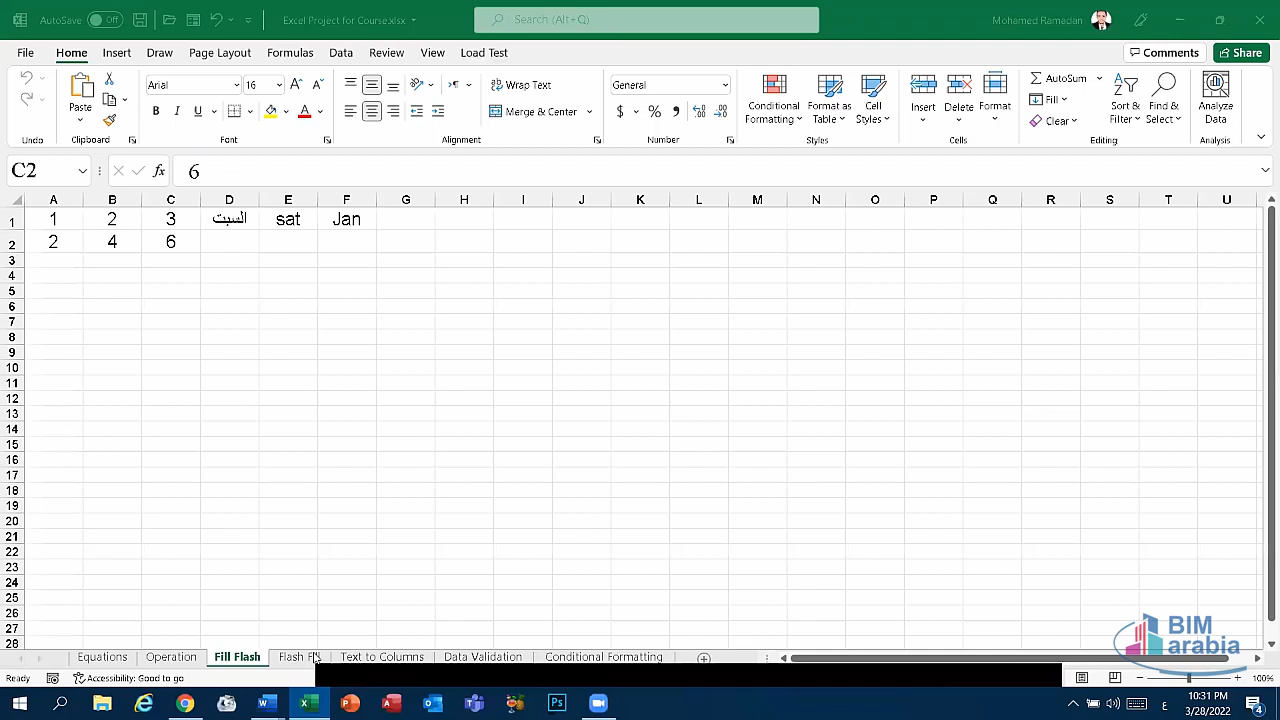 AutoSave Off Excel Project for Course.xlsx Search (Alt+Q) Mohamed Ramadan
File Home Insert Draw Page Layout Formulas Data Review View Load Test Comments Share
Paste Arial 16 Wrap Text General Conditional Formatting Format as Table Cell Styles Insert Delete Format AutoSum Sort & Filter Find & Select Analyze Data
B I U Merge & Center $ % Fill
Clear
Undo Clipboard Font Alignment Number Styles Cells Editing Analysis
C2 fx 6
A B C D E F G H I J K L M N O P Q R S T U
1 1 2 3 السبت sat Jan
2 2 4 6
3
4
5
6
7
8
9
10
11
12
13
14
15
16
17
18
19
20
21
22
23
24
25
26
27
28
BIM
arabia
Equations Operation Fill Flash Flash Text to Columns Data Validation Conditional Formatting
Ready Accessibility: Good to go 100%
10:31 PM
3/28/2022